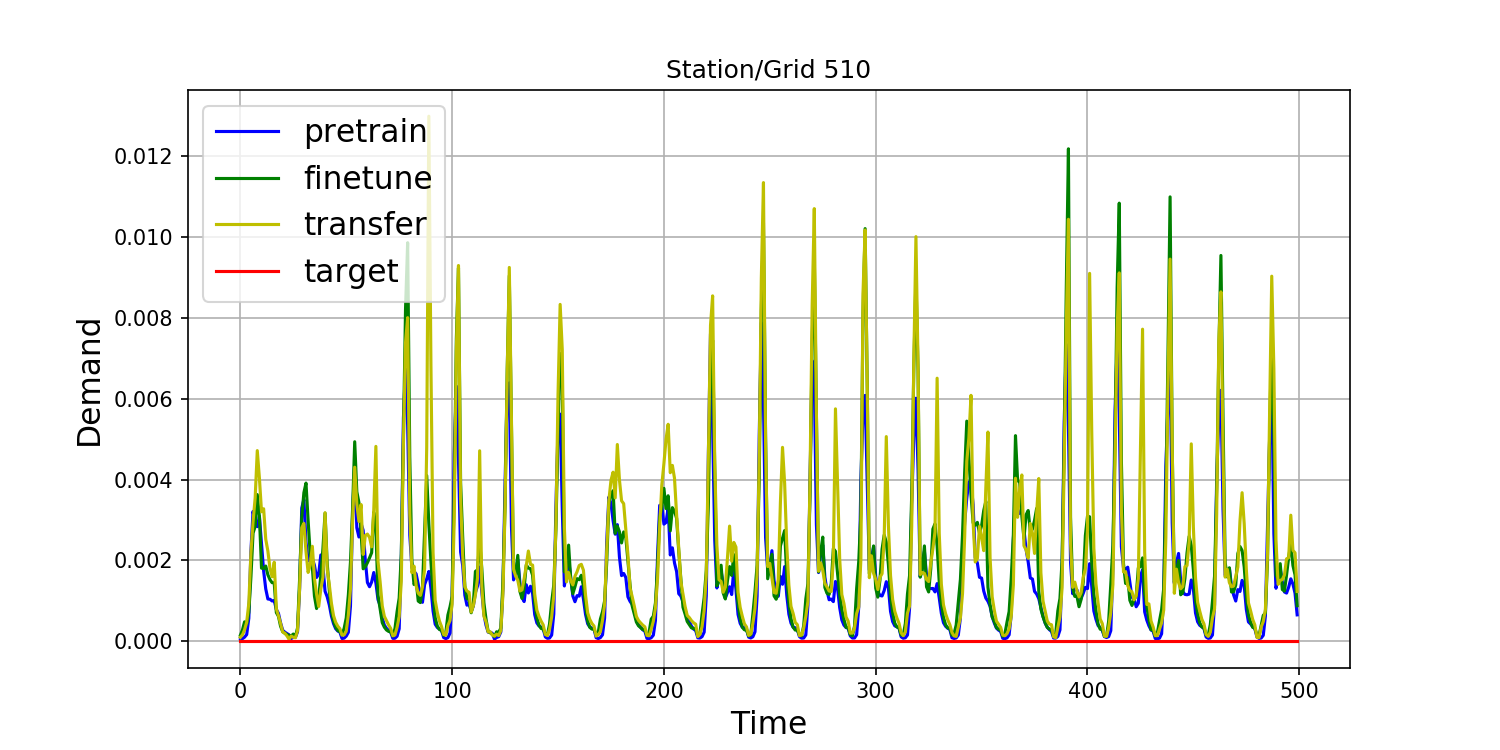 Station/Grid 510
pretrain
finetune
transfer
target
0.012
0.010
0.008
0.006
0.004
0.002
0.000
Demand
0 100 200 300 400 500
Time